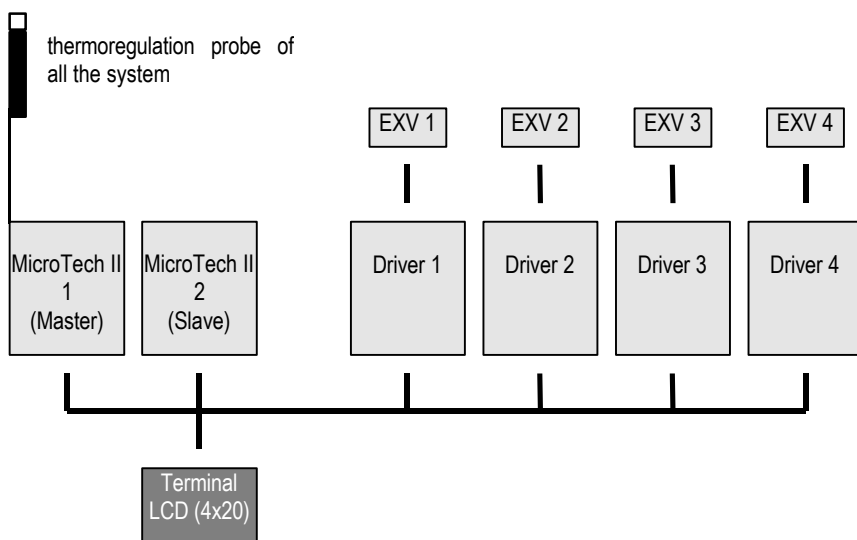 thermoregulation probe of
all the system
EXV 1
EXV 2
EXV 3
EXV 4
MicroTech II
1
(Master)
MicroTech II
2
(Slave)
Driver 1
Driver 2
Driver 3
Driver 4
Terminal
LCD (4x20)